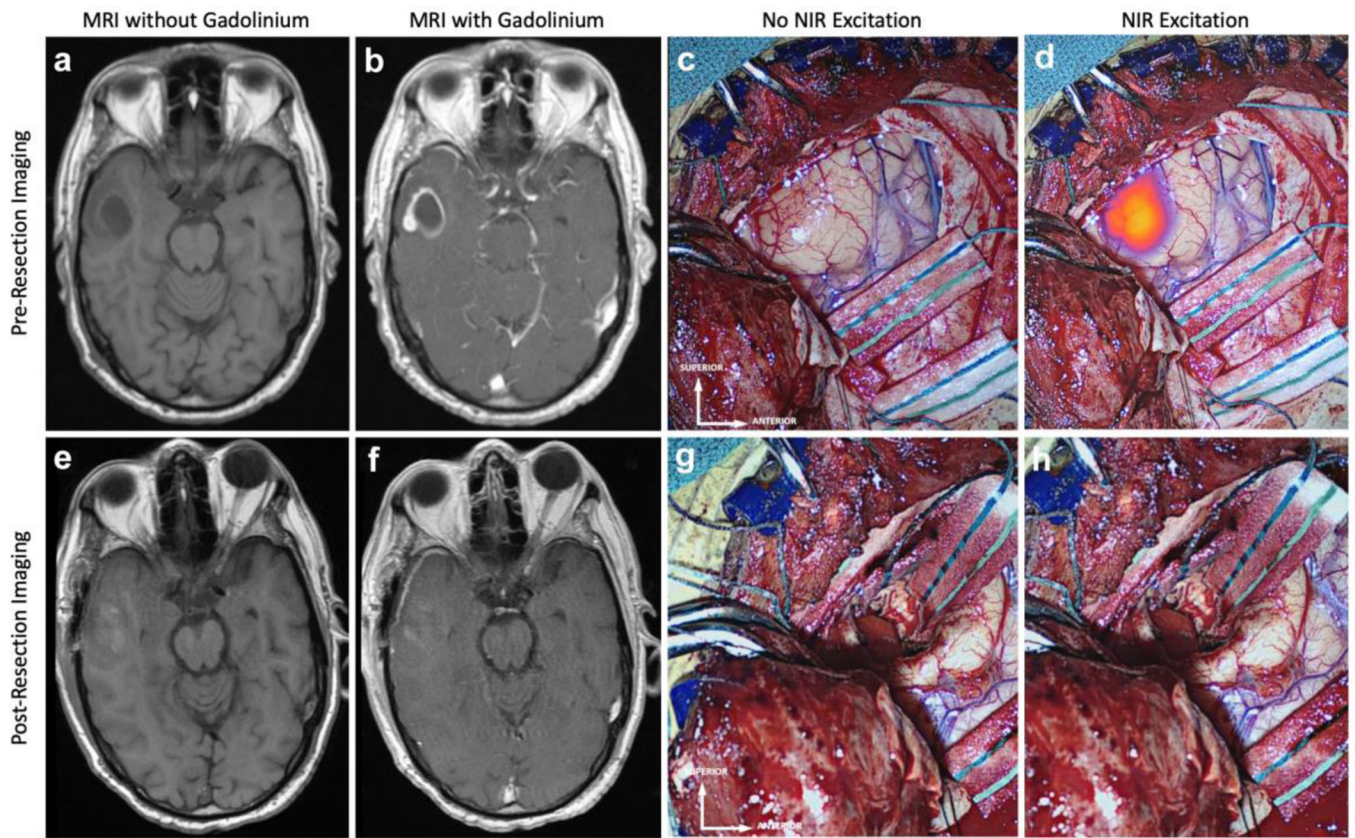 MRI without Gadolinium
MRI with Gadolinium
No NIR Excitation
NIR Excitation
Pre-Resection Imaging
a
b
c
d
SUPERIOR
ANTERIOR
Post-Resection Imaging
e
f
g
h
SUPERIOR
ANTERIOR